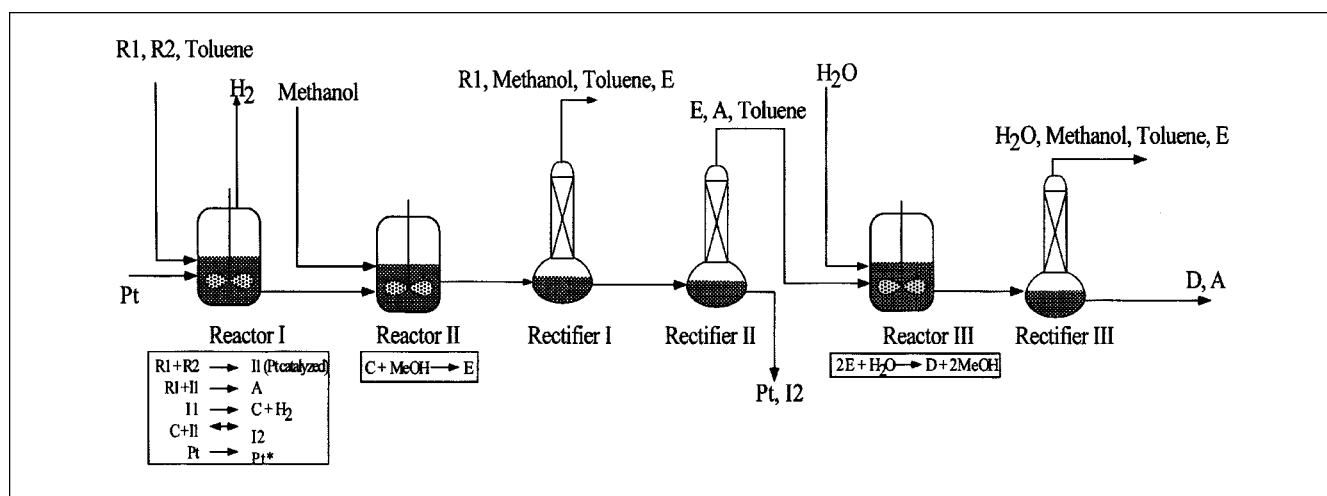 R1, R2, Toluene
H2
Methanol
R1, Methanol, Toluene, E
E, A, Toluene
H2O
H2O, Methanol, Toluene, E
Pt
D, A
Reactor I
Reactor II
Rectifier I
Rectifier II
Reactor III
Rectifier III
R1+R2 → I1 (Pt catalyzed)
R1+I1 → A
I1 → C + H2
C+I1 ↔ I2
Pt → Pt*
C + MeOH → E
2E + H2O → D + 2MeOH
Pt, I2